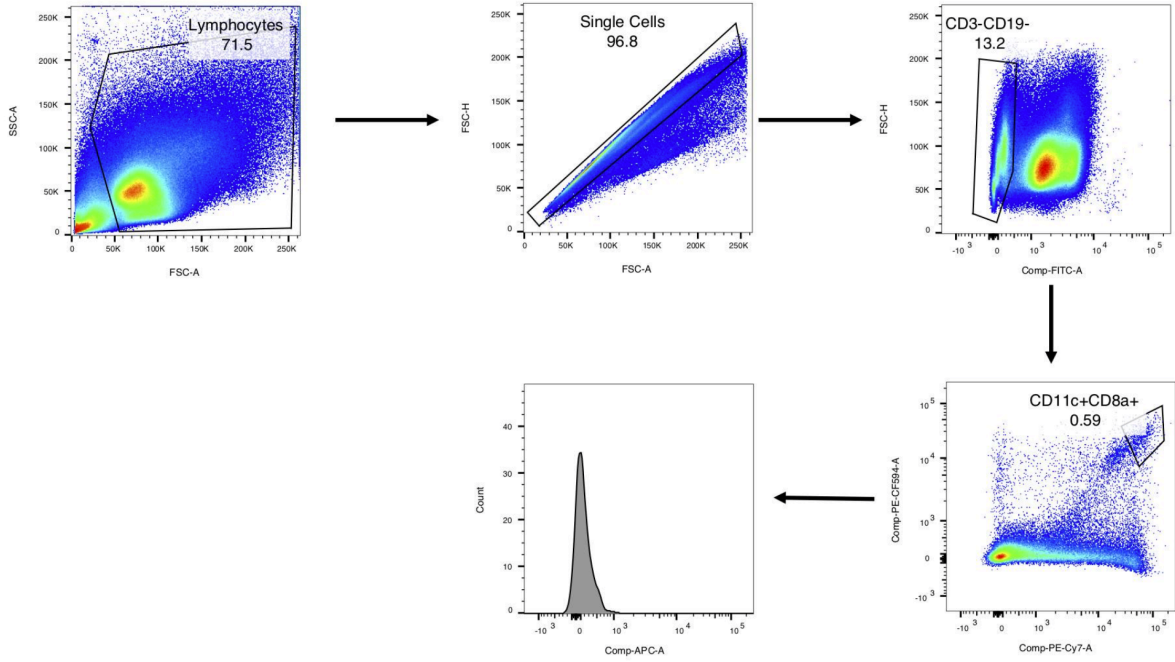 250K
200K
150K
100K
50K
0
SSC-A
Lymphocytes
71.5
0
50K
100K
150K
200K
250K
FSC-A
250K
200K
150K
100K
50K
0
FSC-H
Single Cells
96.8
0
50K
100K
150K
200K
250K
FSC-A
250K
200K
150K
100K
50K
0
FSC-H
CD3-CD19-
13.2
-10 3
0
10 3
10 4
10 5
Comp-FITC-A
40
30
20
10
0
Count
-10 3
0
10 3
10 4
10 5
Comp-APC-A
10 5
10 4
10 3
0
-10 3
Comp-PE-CF594-A
CD11c+CD8a+
0.59
-10 3
0
10 3
10 4
10 5
Comp-PE-Cy7-A